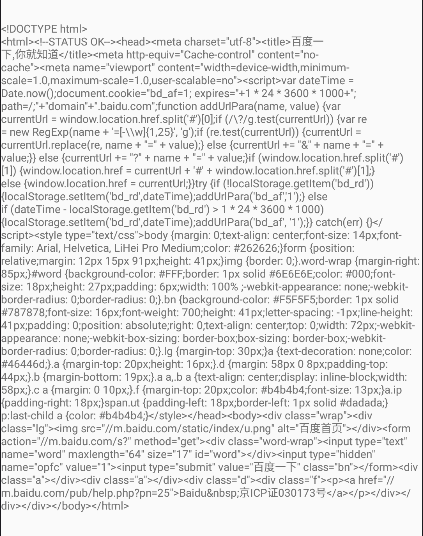 <!DOCTYPE html>
<html><!--STATUS OK--><head><meta charset="utf-8"><title>百度一
下,你就知道</title><meta http-equiv="Cache-control" content="no-
cache"><meta name="viewport" content="width=device-width,minimum-
scale=1.0,maximum-scale=1.0,user-scalable=no"><script>var dateTime =
Date.now();document.cookie="bd_af=1; expires="+1 * 24 * 3600 * 1000+";
path=/;"+"domain"+".baidu.com";function addUrlPara(name, value) {var
currentUrl = window.location.href.split('#')[0];if (/\?/g.test(currentUrl)) {var re
= new RegExp(name + '=[-\\w]{1,25}', 'g');if (re.test(currentUrl)) {currentUrl =
currentUrl.replace(re, name + "=" + value);} else {currentUrl += "&" + name + "=" +
value;}} else {currentUrl += "?" + name + "=" + value;}if (window.location.href.split('#')
[1]) {window.location.href = currentUrl + '#' + window.location.href.split('#')[1];}
else {window.location.href = currentUrl;}}try {if (!localStorage.getItem('bd_rd'))
{localStorage.setItem('bd_rd',dateTime);addUrlPara('bd_af','1');} else
if (dateTime - localStorage.getItem('bd_rd') > 1 * 24 * 3600 * 1000)
{localStorage.setItem('bd_rd',dateTime);addUrlPara('bd_af','1');}} catch(err) {}</
script><style type="text/css">body {margin: 0;text-align: center;font-size: 14px;font-
family: Arial, Helvetica, LiHei Pro Medium;color: #262626;}form {position:
relative;margin: 12px 15px 91px;height: 41px;}img {border: 0;}.word-wrap {margin-right:
85px;}#word {background-color: #FFF;border: 1px solid #6E6E6E;color: #000;font-
size: 18px;height: 27px;padding: 6px;width: 100% ;-webkit-appearance: none;-webkit-
border-radius: 0;border-radius: 0;}.bn {background-color: #F5F5F5;border: 1px solid
#787878;font-size: 16px;font-weight: 700;height: 41px;letter-spacing: -1px;line-height:
41px;padding: 0;position: absolute;right: 0;text-align: center;top: 0;width: 72px;-webkit-
appearance: none;-webkit-box-sizing: border-box;box-sizing: border-box;-webkit-
border-radius: 0;border-radius: 0;}.lg {margin-top: 30px;}a {text-decoration: none;color:
#46446d;}.a {margin-top: 20px;height: 16px;}.d {margin: 58px 0 8px;padding-top:
44px;}.b {margin-bottom: 19px;}.a a,.b a {text-align: center;display: inline-block;width:
58px;}.c a {margin: 0 10px;}.f {margin-top: 20px;color: #b4b4b4;font-size: 13px;}a.ip
{padding-right: 18px;}span.ut {padding-left: 18px;border-left: 1px solid #dadada;}
p:last-child a {color: #b4b4b4;}</style></head><body><div class="wrap"><div
class="lg"><img src="//m.baidu.com/static/index/u.png" alt="百度首页"></div><form
action="//m.baidu.com/s?" method="get"><div class="word-wrap"><input type="text"
name="word" maxlength="64" size="17" id="word"></div><input type="hidden"
name="opfc" value="1"><input type="submit" value="百度一下" class="bn"></form><div
class="a"></div><div class="a"></div><div class="d"><div class="f"><p><a href="//
m.baidu.com/pub/help.php?pn=25">Baidu&nbsp;京ICP证030173号</a></p></div></
div></div></body></html>